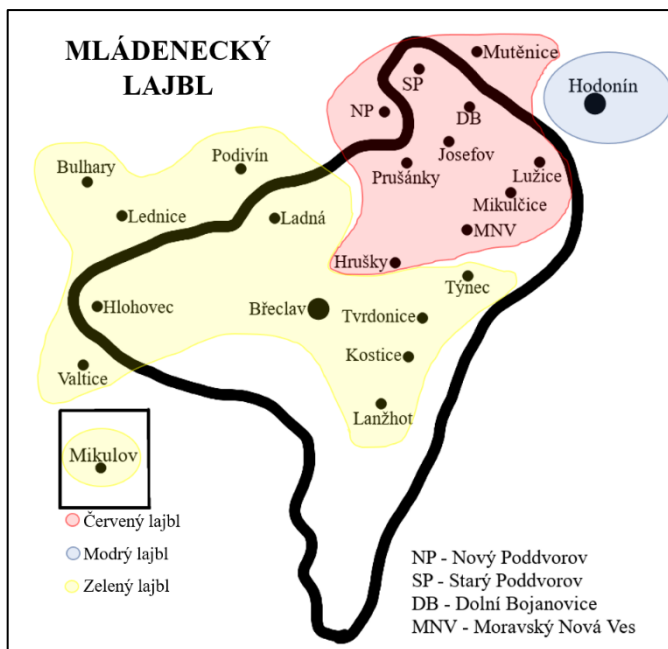 MLÁDENECKÝ
LAJBL
Mutěnice
SP
Hodonín
NP
DB
Josefov
Podivín
Bulhary
Prušánky
Lužice
Mikulčice
Lednice
Ladná
MNV
Hrušky
Týnec
Hlohovec
Břeclav
Tvrdonice
Kostice
Valtice
Lanžhot
Mikulov
Červený lajbl
Modrý lajbl
Zelený lajbl
NP - Nový Poddvorov
SP - Starý Poddvorov
DB - Dolní Bojanovice
MNV - Moravský Nová Ves